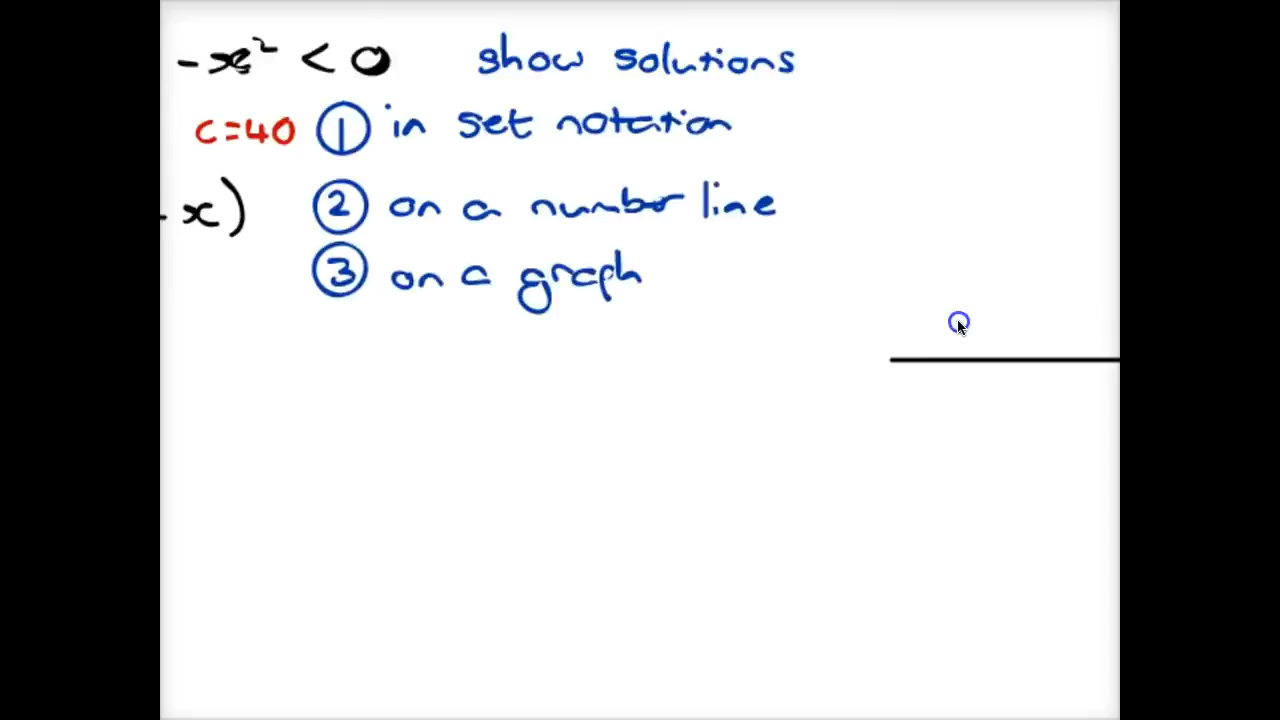 -x² < 0 show solutions
c=40 ① in set notation
- x) ② on a number line
③ on a graph